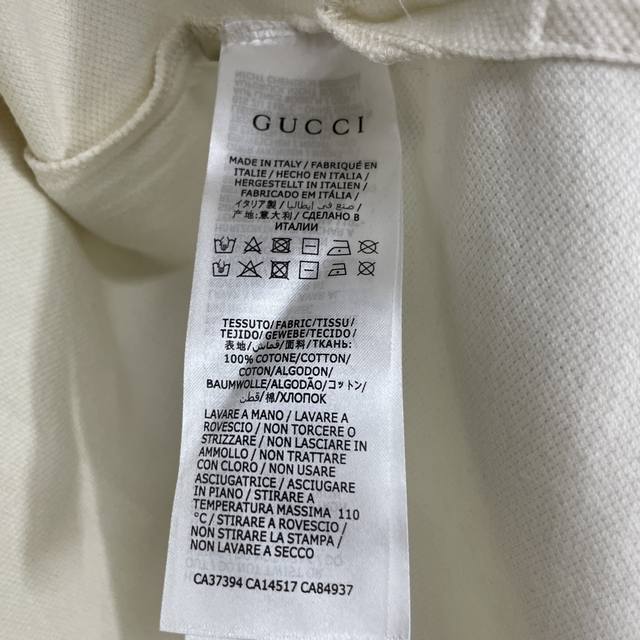 GUCCI
MADE IN ITALY / FABRIQUÉ EN
ITALIE / HECHO EN ITALIA /
HERGESTELLT IN ITALIEN /
FABRICADO EM ITÁLIA /
イタリア製 / صنع في إيطاليا /
产地:意大利 / СДЕЛАНО В
ИТАЛИИ
TESSUTO/FABRIC/TISSU/
TEJIDO/GEWEBE/TECIDO/
表地/قماش/面料/ТКАНЬ:
100% COTONE/COTTON/
COTON/ALGODON/
BAUMWOLLE/ALGODÃO/コットン/
قطن/棉/ХЛОПОК
LAVARE A MANO / LAVARE A
ROVESCIO / NON TORCERE O
STRIZZARE / NON LASCIARE IN
AMMOLLO / NON TRATTARE
CON CLORO / NON USARE
ASCIUGATRICE / ASCIUGARE
IN PIANO / STIRARE A
TEMPERATURA MASSIMA 110
°C / STIRARE A ROVESCIO /
NON STIRARE LA STAMPA /
NON LAVARE A SECCO
CA37394 CA14517 CA84937